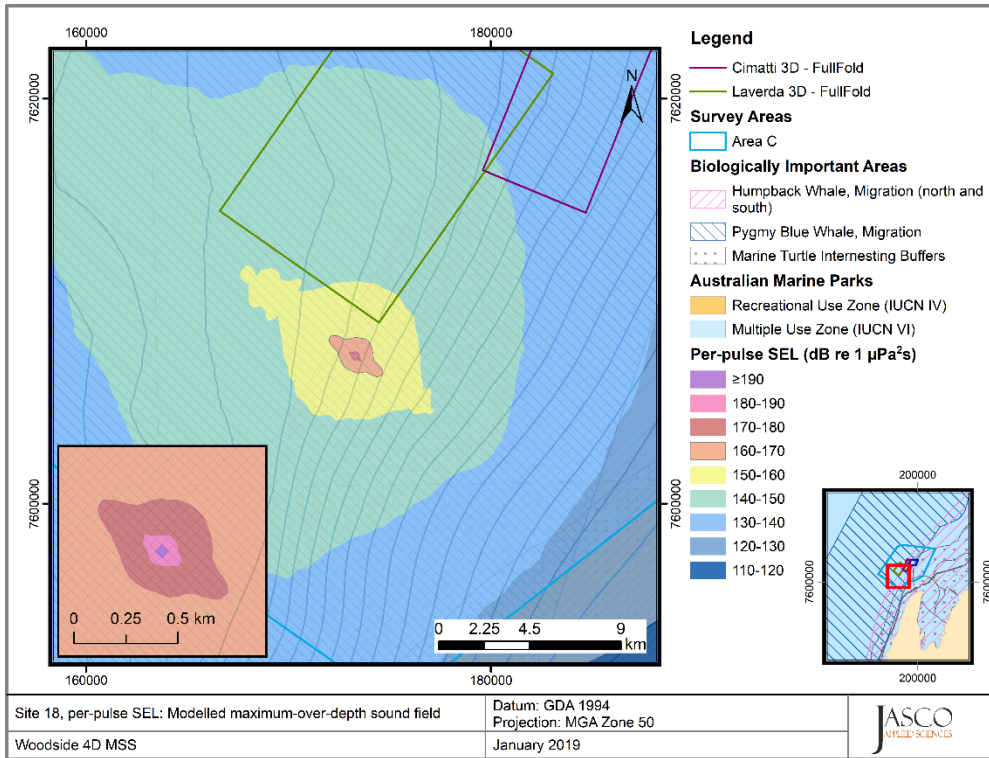 160000
180000
7620000
7600000
N
7620000
7600000
0 0.25 0.5 km
0 2.25 4.5 9
km
160000
180000
Legend
Cimatti 3D - FullFold
Laverda 3D - FullFold
Survey Areas
Area C
Biologically Important Areas
Humpback Whale, Migration (north and
south)
Pygmy Blue Whale, Migration
Marine Turtle Internesting Buffers
Australian Marine Parks
Recreational Use Zone (IUCN IV)
Multiple Use Zone (IUCN VI)
Per-pulse SEL (dB re 1 µPa²s)
≥190
180-190
170-180
160-170
150-160
140-150
130-140
120-130
110-120
200000
7600000
7600000
200000
Site 18, per-pulse SEL: Modelled maximum-over-depth sound field
Woodside 4D MSS
Datum: GDA 1994
Projection: MGA Zone 50
January 2019
JASCO
APPLIED SCIENCES